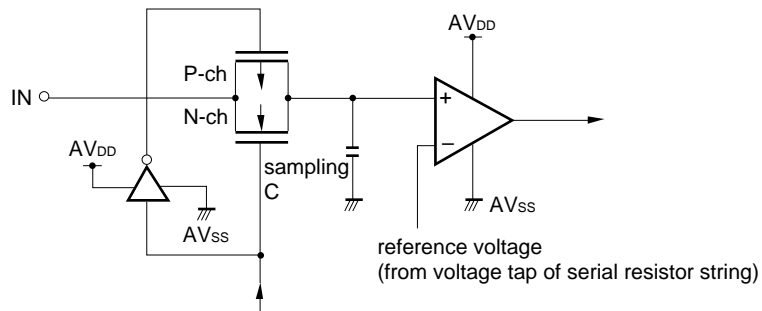 AVDD
P-ch
IN
N-ch
+
−
AVDD
sampling
C
AVSS
AVSS
reference voltage
(from voltage tap of serial resistor string)